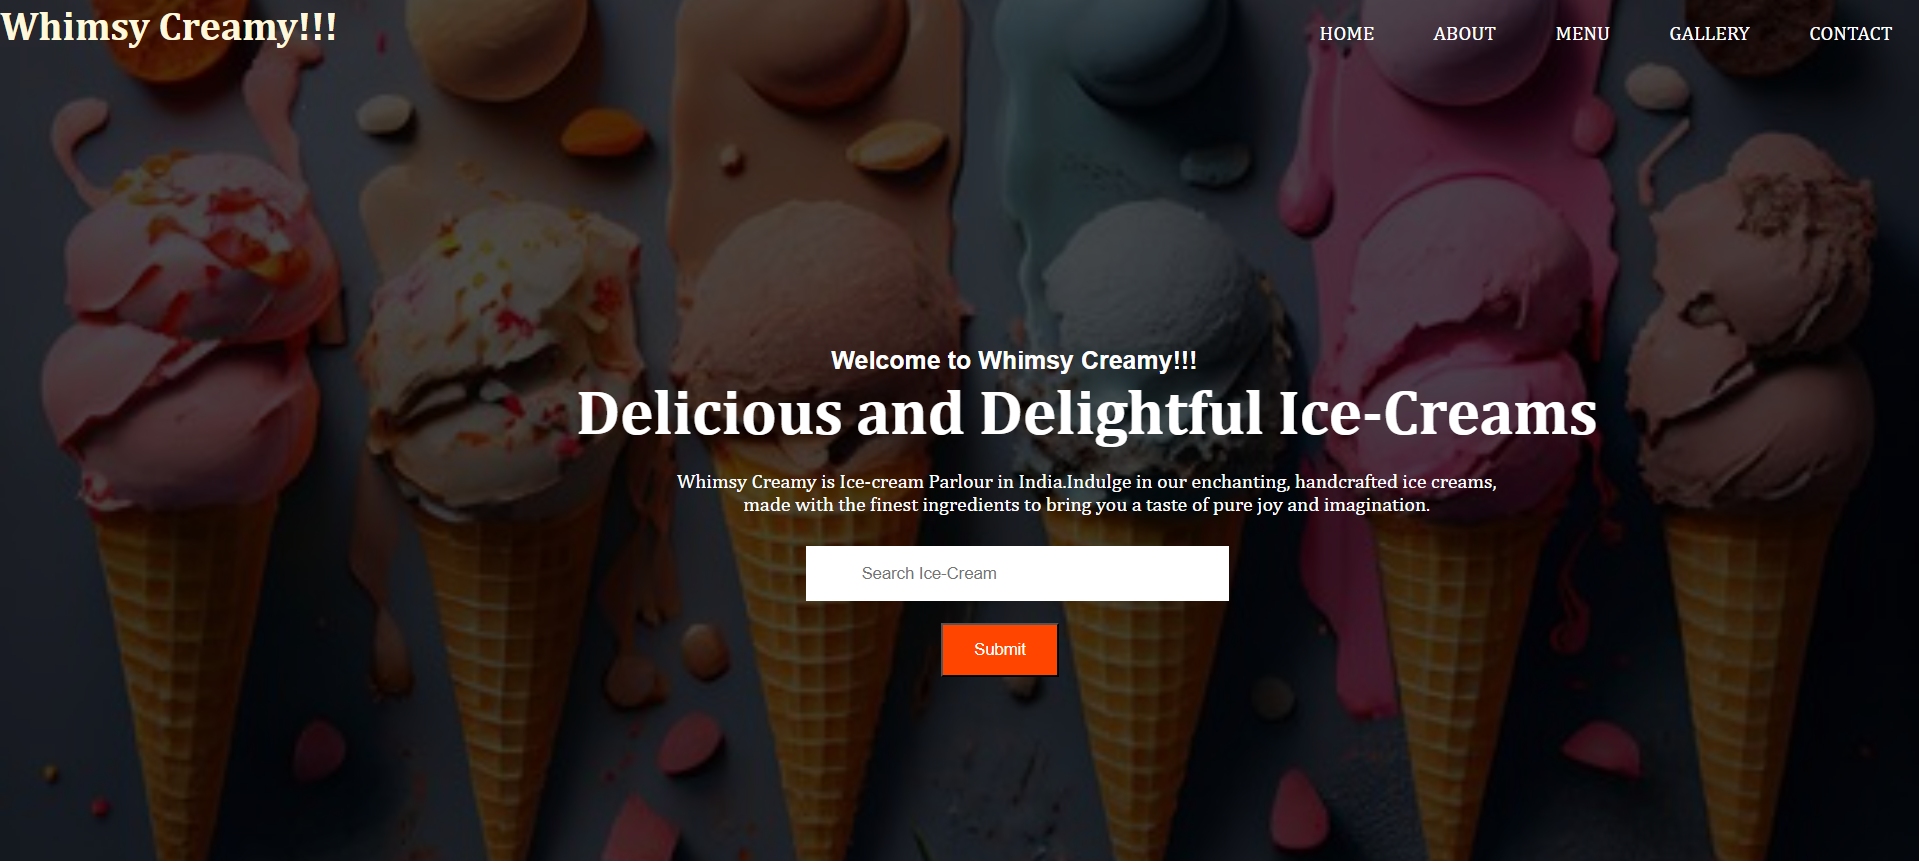 Whimsy Creamy!!!
HOME ABOUT MENU GALLERY CONTACT
Welcome to Whimsy Creamy!!!
Delicious and Delightful Ice-Creams
Whimsy Creamy is Ice-cream Parlour in India.Indulge in our enchanting, handcrafted ice creams,
made with the finest ingredients to bring you a taste of pure joy and imagination.
Search Ice-Cream
Submit